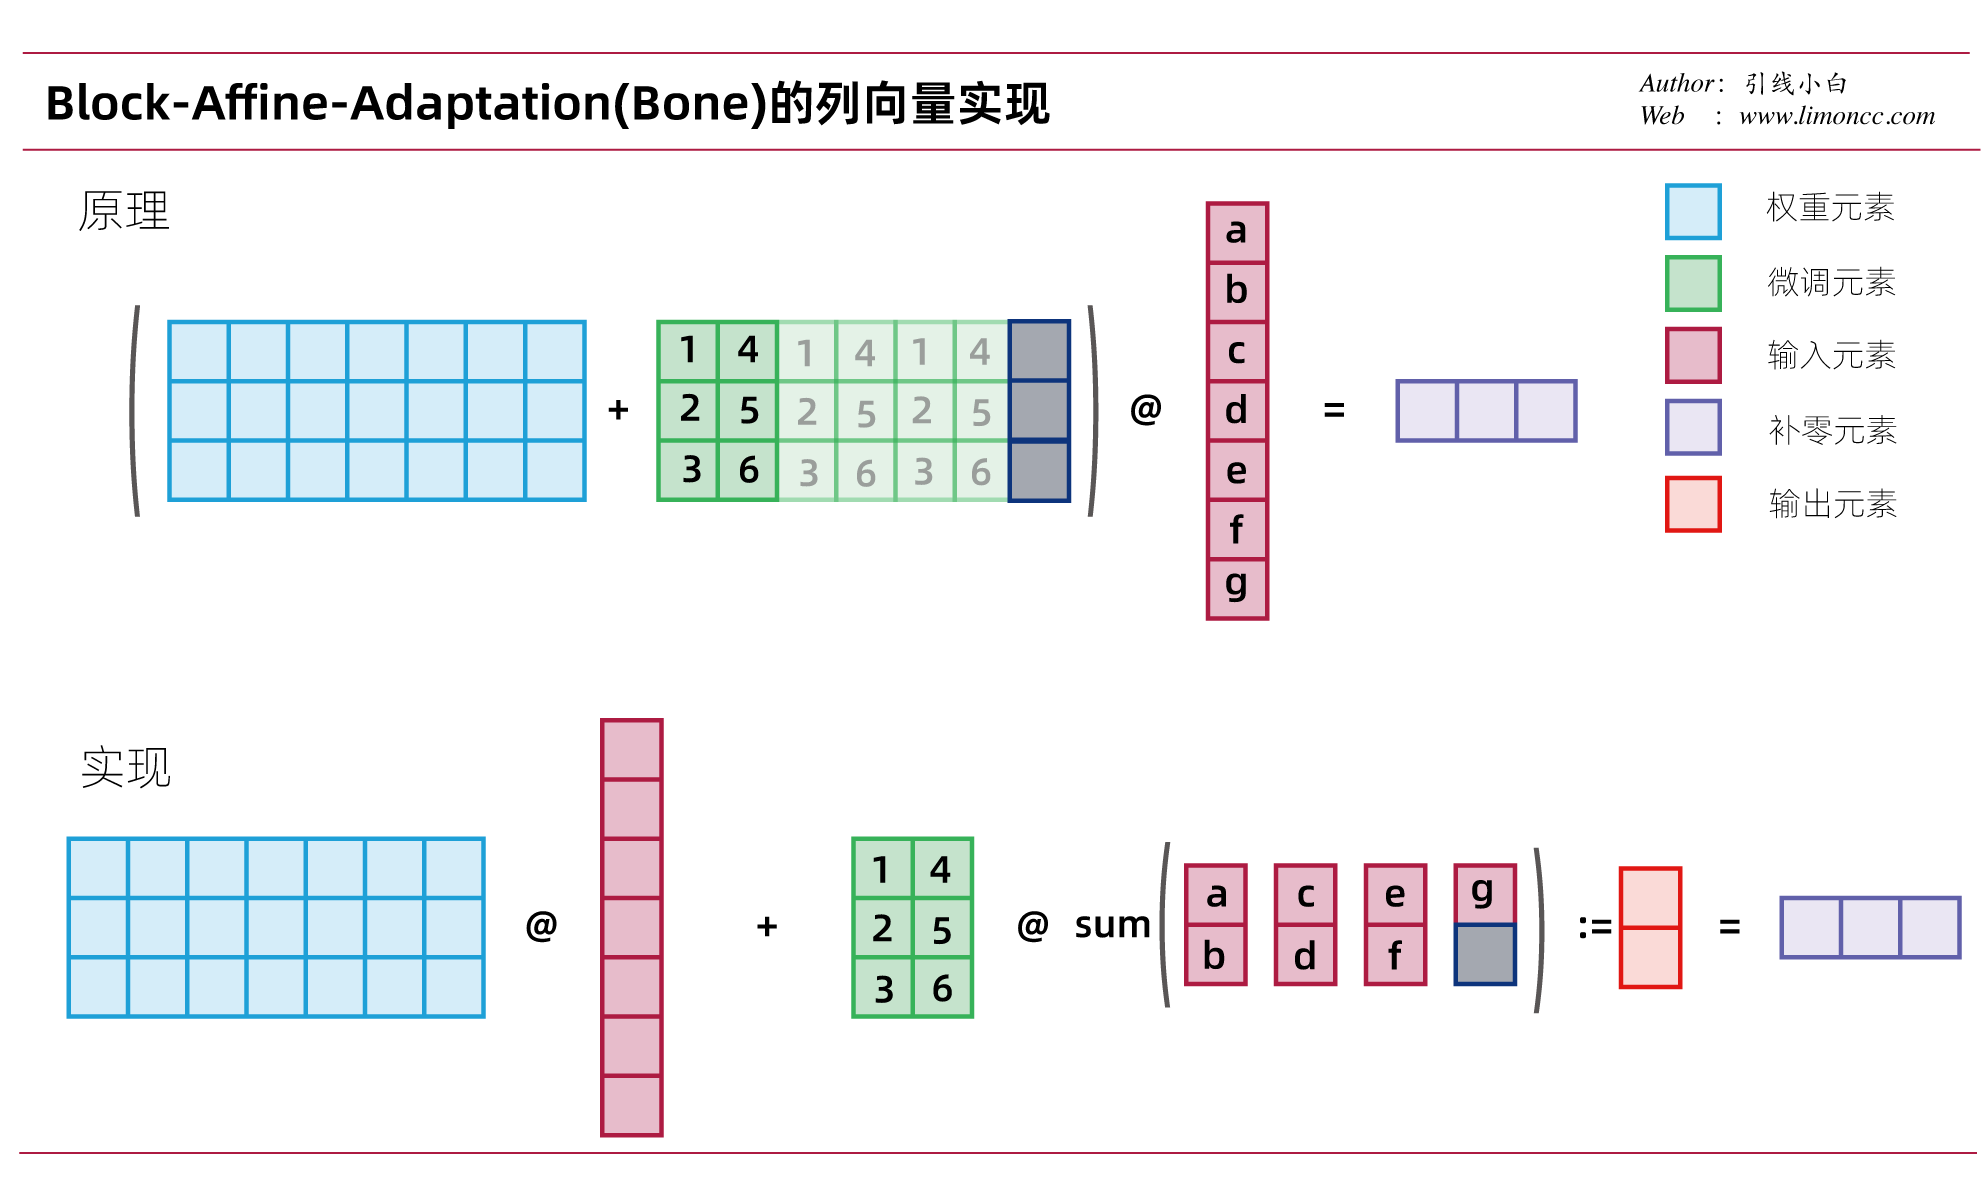 Block-Affine-Adaptation(Bone)的列向量实现
Author: 引线小白
Web : www.limoncc.com
原理
权重元素
微调元素
输入元素
补零元素
输出元素
1 4 1 4 1 4
2 5 2 5 2 5
3 6 3 6 3 6
+
@
a
b
c
d
e
f
g
=
实现
@
+
1 4
2 5
3 6
@ sum
a c e g
b d f
:=
=